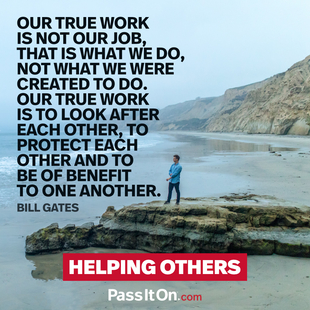 OUR TRUE WORK
IS NOT OUR JOB,
THAT IS WHAT WE DO,
NOT WHAT WE WERE
CREATED TO DO.
OUR TRUE WORK
IS TO LOOK AFTER
EACH OTHER, TO
PROTECT EACH
OTHER AND TO
BE OF BENEFIT
TO ONE ANOTHER.
BILL GATES
HELPING OTHERS
PassItOn.com